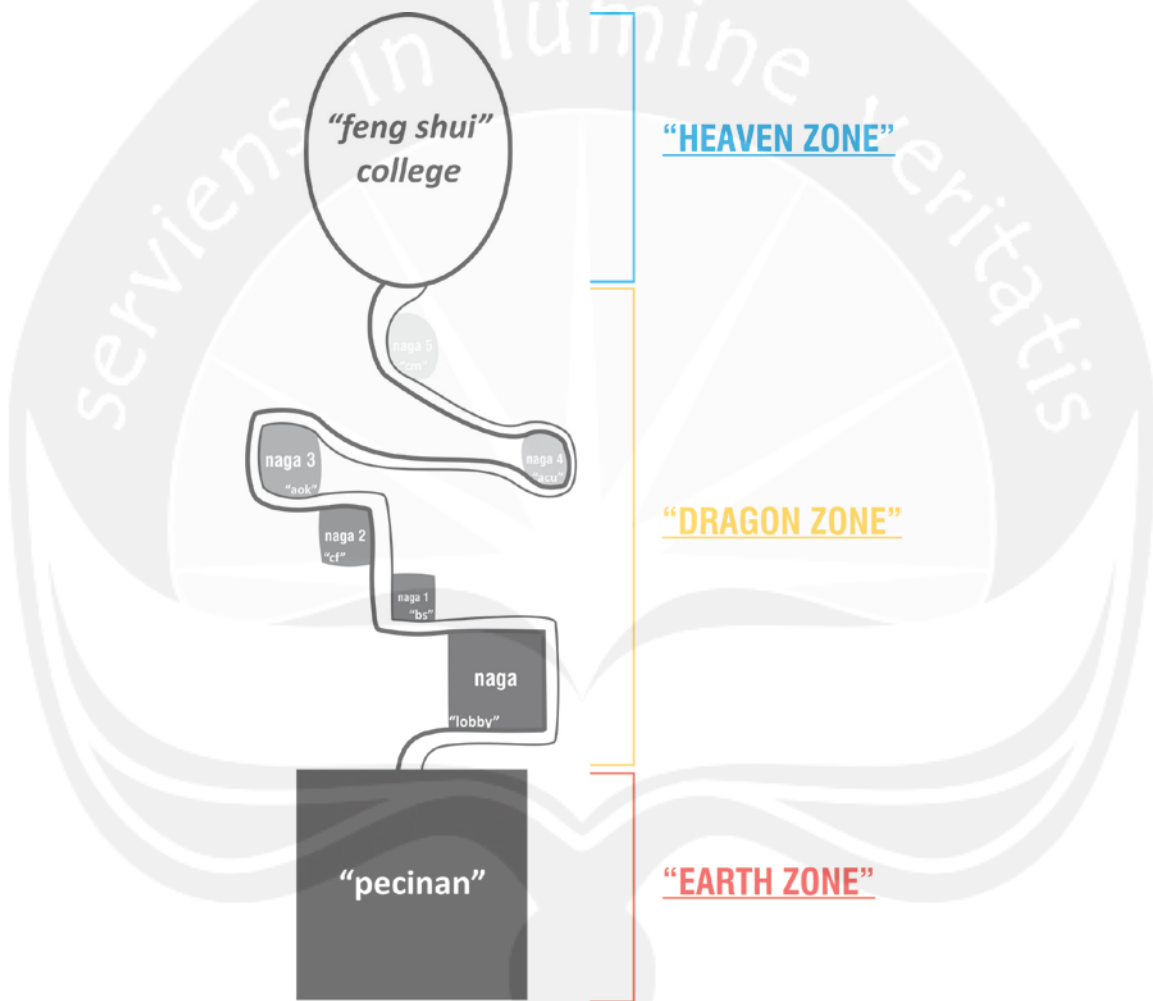 serviens in lumine veritatis
“feng shui”
college
“HEAVEN ZONE”
naga 5
“cm”
naga 3
“aok”
naga 4
“acu”
“DRAGON ZONE”
naga 2
“cf”
naga 1
“bs”
naga
“lobby”
“pecinan”
“EARTH ZONE”